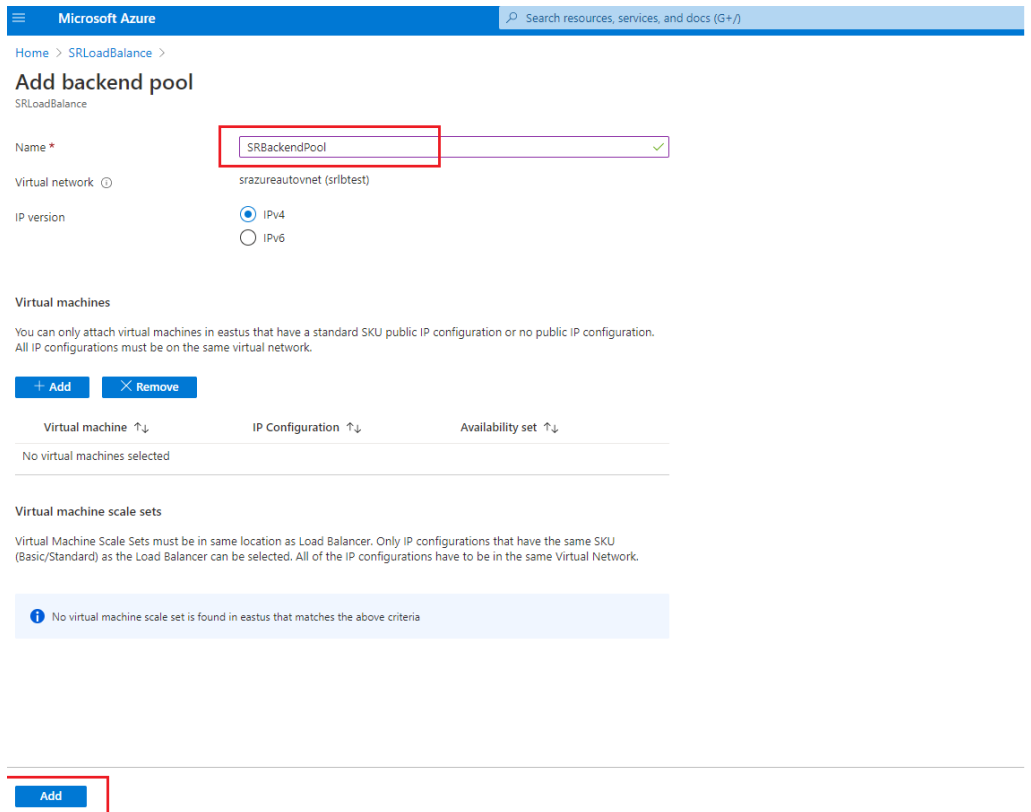 Microsoft Azure
Search resources, services, and docs (G+/)
Home > SRLoadBalance >
Add backend pool
SRLoadBalance
Name *
SRBackendPool
Virtual network
srazureautovnet (srlbtest)
IP version
IPv4
IPv6
Virtual machines
You can only attach virtual machines in eastus that have a standard SKU public IP configuration or no public IP configuration.
All IP configurations must be on the same virtual network.
+ Add
Remove
Virtual machine ↑↓ IP Configuration ↑↓ Availability set ↑↓
No virtual machines selected
Virtual machine scale sets
Virtual Machine Scale Sets must be in same location as Load Balancer. Only IP configurations that have the same SKU
(Basic/Standard) as the Load Balancer can be selected. All of the IP configurations have to be in the same Virtual Network.
No virtual machine scale set is found in eastus that matches the above criteria
Add